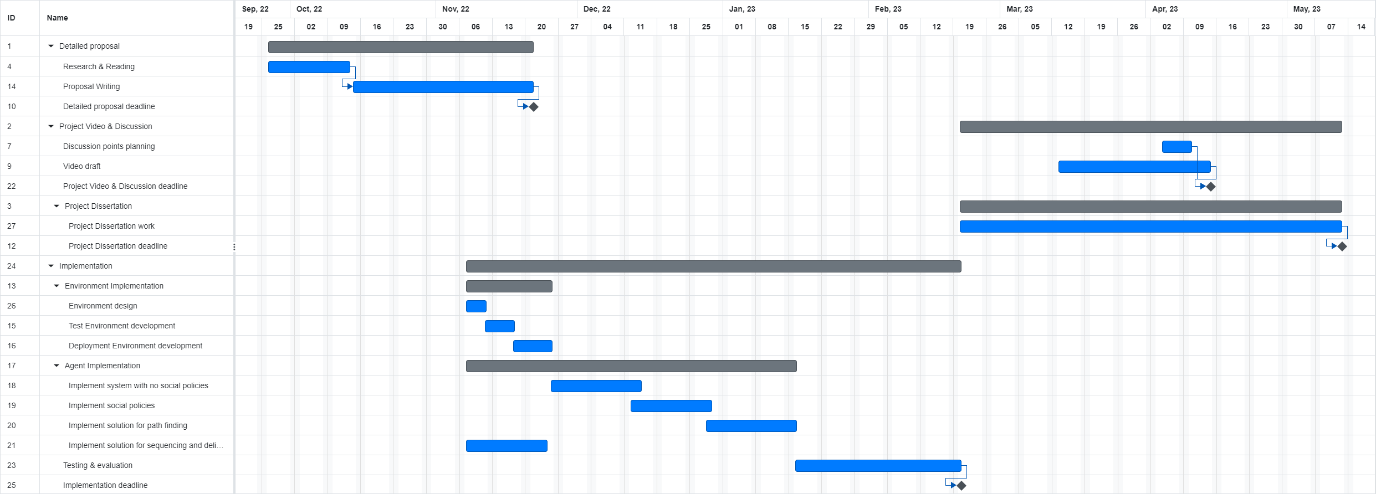 ID Name Sep, 22 Oct, 22 Nov, 22 Dec, 22 Jan, 23 Feb, 23 Mar, 23 Apr, 23 May, 23
19 25 02 09 16 23 30 06 13 20 27 04 11 18 25 01 08 15 22 29 05 12 19 26 05 12 19 26 02 09 16 23 30 07 14
1 Detailed proposal
4 Research & Reading
14 Proposal Writing
10 Detailed proposal deadline
2 Project Video & Discussion
7 Discussion points planning
9 Video draft
22 Project Video & Discussion deadline
3 Project Dissertation
27 Project Dissertation work
12 Project Dissertation deadline
24 Implementation
13 Environment Implementation
26 Environment design
15 Test Environment development
16 Deployment Environment development
17 Agent Implementation
18 Implement system with no social policies
19 Implement social policies
20 Implement solution for path finding
21 Implement solution for sequencing and deli...
23 Testing & evaluation
25 Implementation deadline